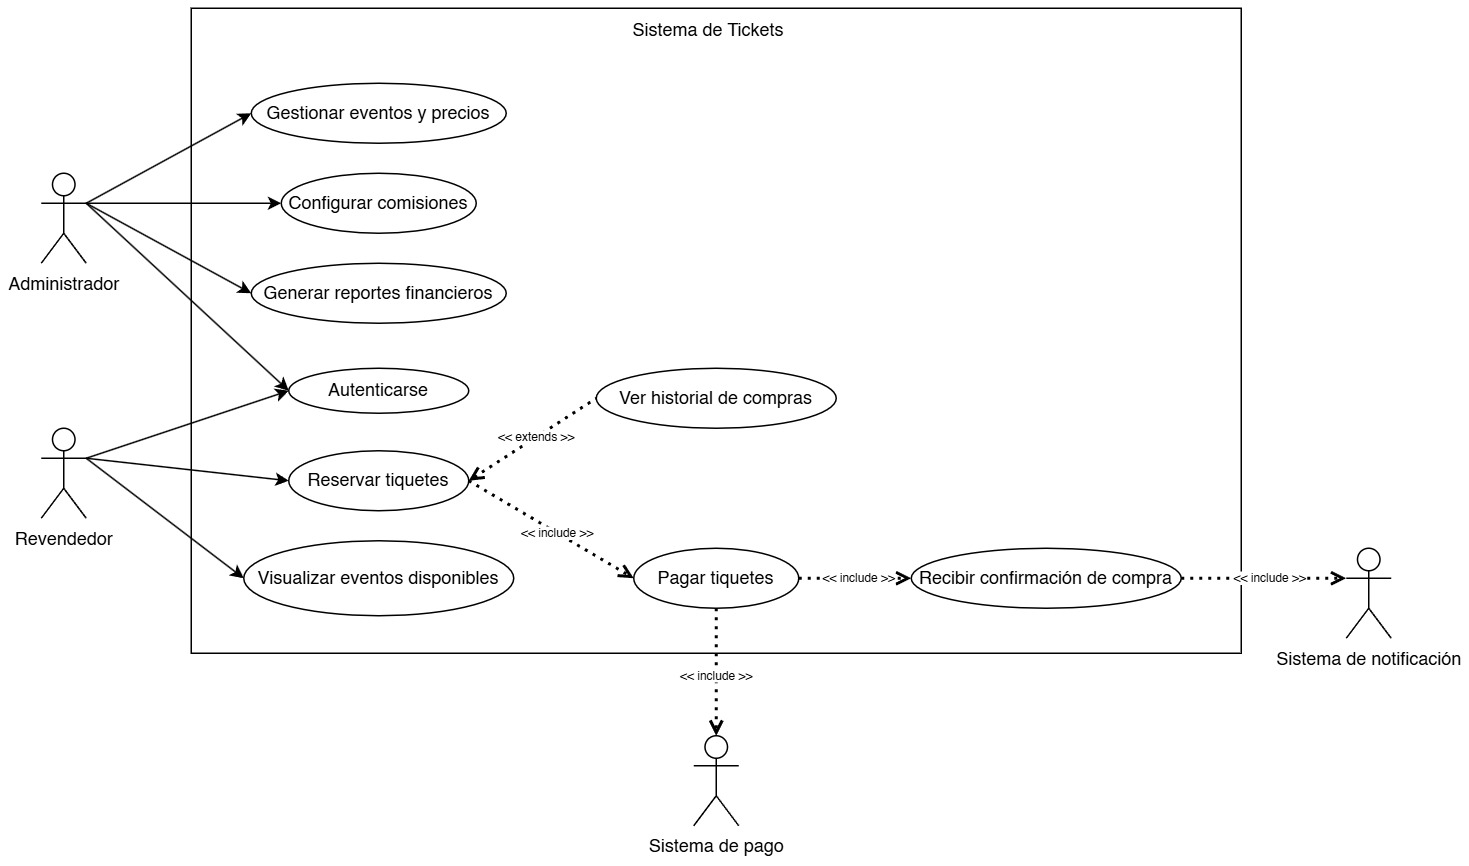 Sistema de Tickets
Gestionar eventos y precios
Configurar comisiones
Administrador
Generar reportes financieros
Autenticarse
Ver historial de compras
<< extends >>
Reservar tiquetes
Revendedor
<< include >>
Visualizar eventos disponibles
Pagar tiquetes
<< include >>
Recibir confirmación de compra
<< include >>
Sistema de notificación
<< include >>
Sistema de pago